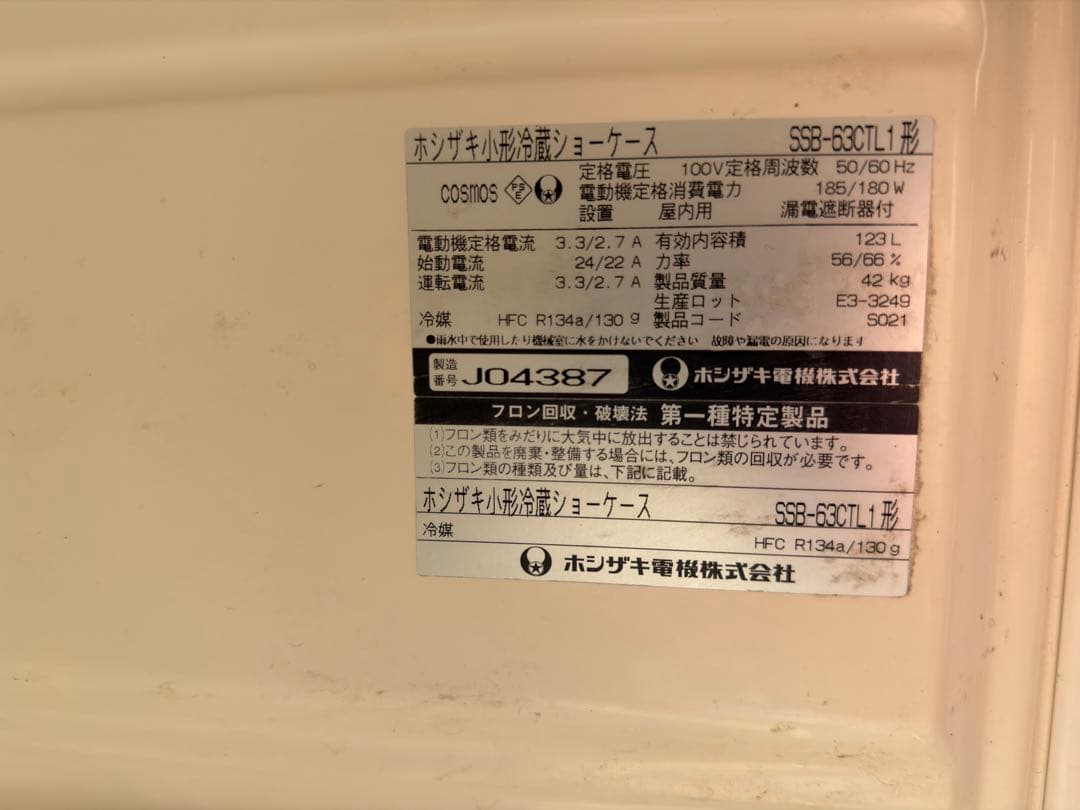 ホシザキ小形冷蔵ショーケース SSB-63CTL1形
定格電圧 100V 定格周波数 50/60 Hz
cosmos PSE 電動機定格消費電力 185/180 W
設置 屋内用 漏電遮断器付
電動機定格電流 3.3/2.7 A 有効内容積 123 L
始動電流 24/22 A 力率 56/66 %
運転電流 3.3/2.7 A 製品質量 42 kg
生産ロット E3-3249
冷媒 HFC R134a/130 g 製品コード S021
●雨水中で使用したり機械室に水をかけないでください 故障や漏電の原因になります
製造番号 J04387 ホシザキ電機株式会社
フロン回収・破壊法 第一種特定製品
(1)フロン類をみだりに大気中に放出することは禁じられています。
(2)この製品を廃棄・整備する場合には、フロン類の回収が必要です。
(3)フロン類の種類及び量は、下記に記載。
ホシザキ小形冷蔵ショーケース SSB-63CTL1形
冷媒 HFC R134a/130 g
ホシザキ電機株式会社